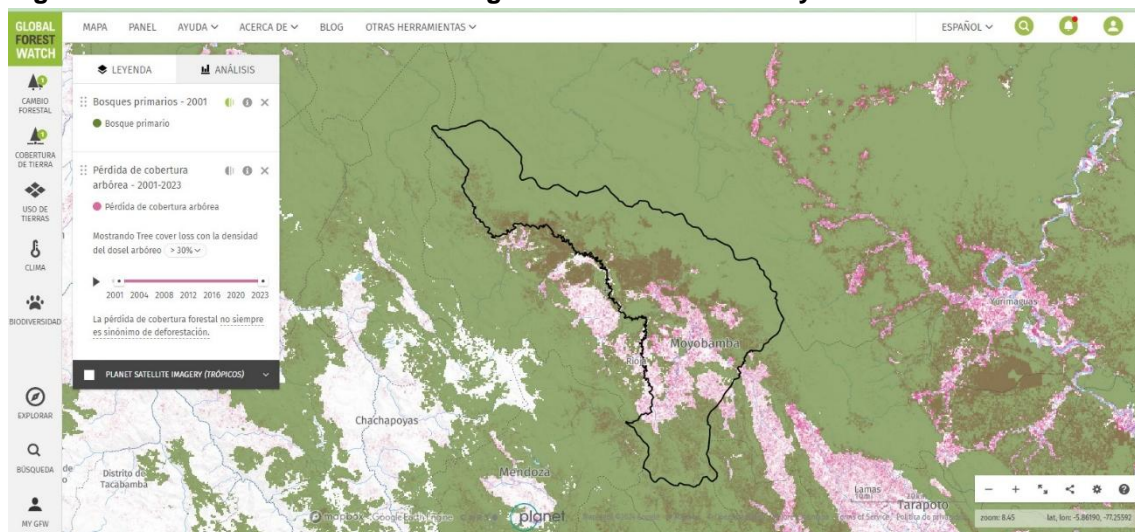 GLOBAL
FOREST
WATCH
MAPA PANEL AYUDA ACERCA DE BLOG OTRAS HERRAMIENTAS ESPAÑOL
CAMBIO
FORESTAL
COBERTURA
DE TIERRA
USO DE
TIERRAS
CLIMA
BIODIVERSIDAD
EXPLORAR
BÚSQUEDA
MY GFW
LEYENDA ANÁLISIS
Bosques primarios - 2001
Bosque primario
Pérdida de cobertura
arbórea - 2001-2023
Pérdida de cobertura arbórea
Mostrando Tree cover loss con la densidad
del dosel arbóreo > 30%
2001 2004 2008 2012 2016 2020 2023
La pérdida de cobertura forestal no siempre
es sinónimo de deforestación.
PLANET SATELLITE IMAGERY (TRÓPICOS)
Yurimaguas
Moyobamba
Rioja
Chachapoyas
Mendoza
Distrito de
Tacabamba
Lamas
Tarapoto
mapbox Google Earth Engine planet
zoom: 8.45 lat, lon: -5.86190, -77.25592